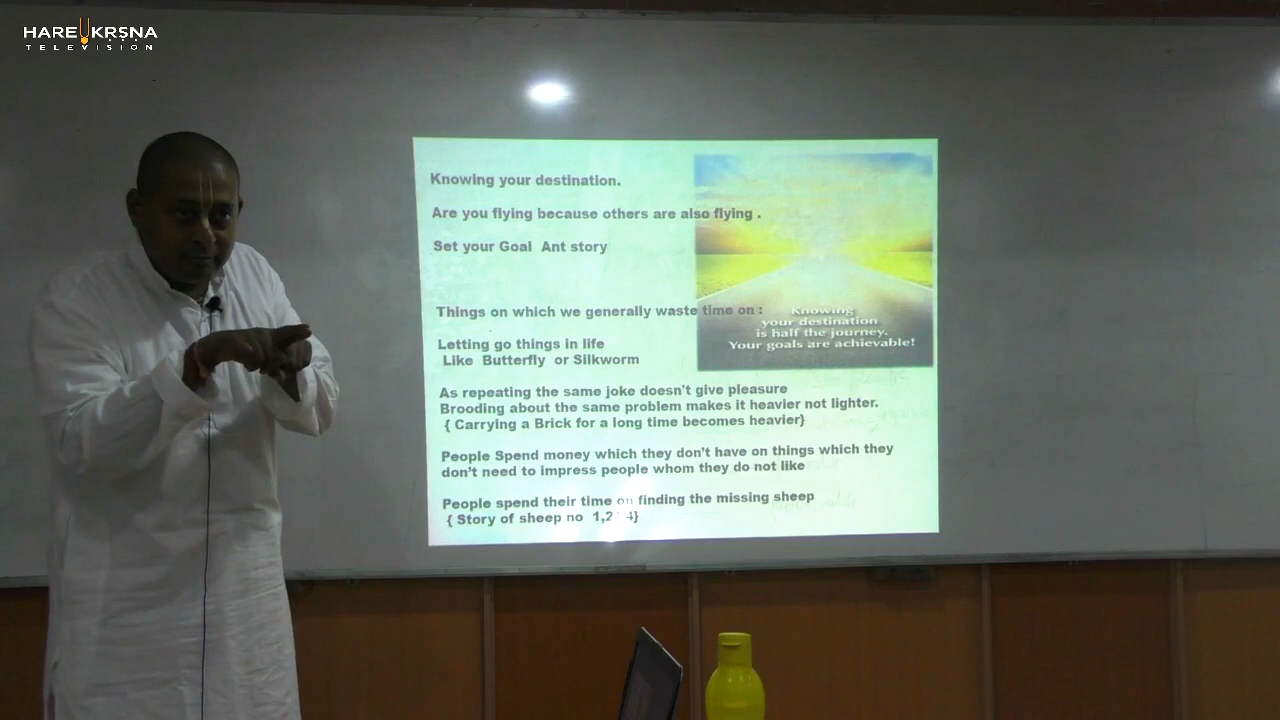 HARE KRSNA
TELEVISION
Knowing your destination.
Are you flying because others are also flying .
Set your Goal Ant story
Things on which we generally waste time on :
Letting go things in life
Like Butterfly or Silkworm
As repeating the same joke doesn't give pleasure
Brooding about the same problem makes it heavier not lighter.
{ Carrying a Brick for a long time becomes heavier}
People Spend money which they don't have on things which they
don't need to impress people whom they do not like
People spend their time on finding the missing sheep
{ Story of sheep no 1,2 4}
Knowing
your destination
is half the journey.
Your goals are achievable!